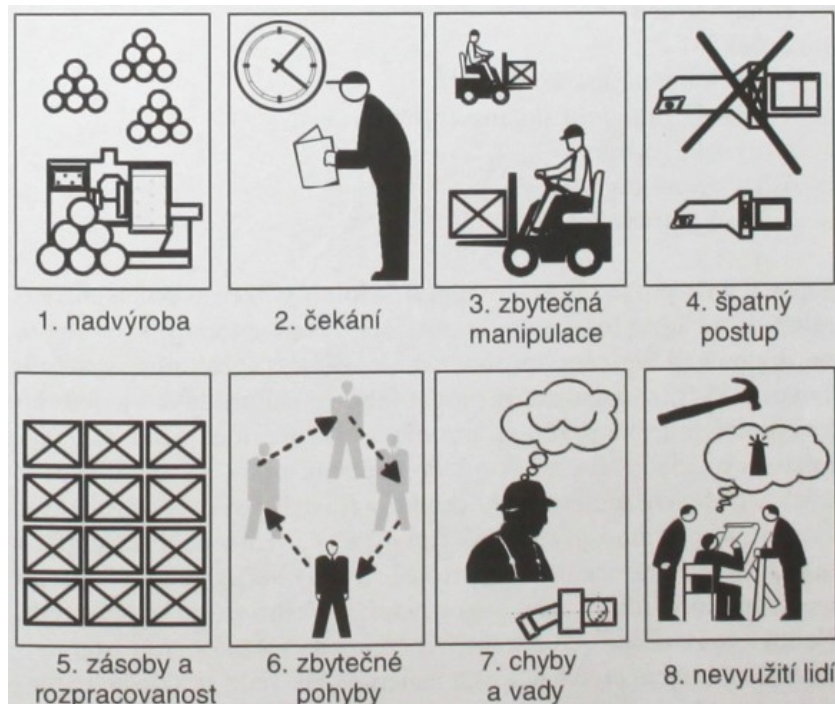 1. nadvýroba
2. čekání
3. zbytečná
manipulace
4. špatný
postup
5. zásoby a
rozpracovanost
6. zbytečné
pohyby
7. chyby
a vady
8. nevyužití lidí